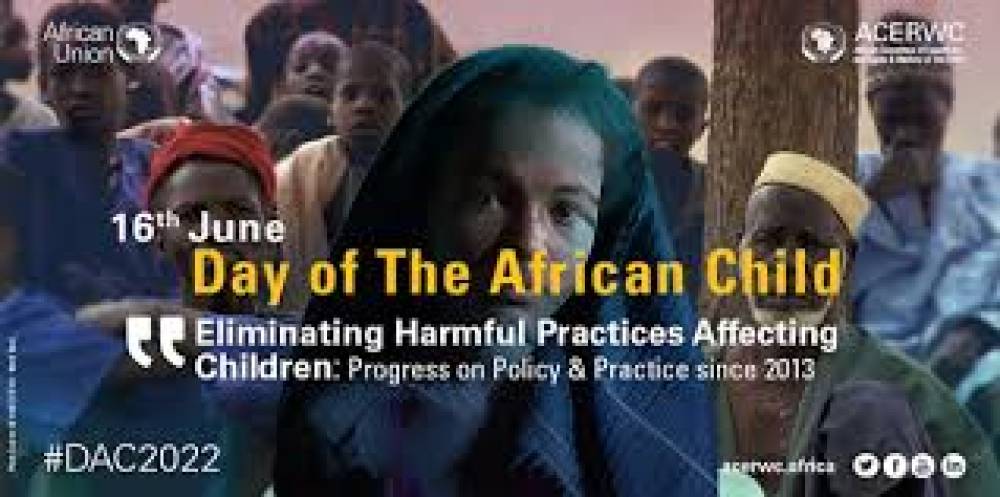 African
Union
ACERWC
16th June
Day of The African Child
Eliminating Harmful Practices Affecting
Children: Progress on Policy & Practice since 2013
#DAC2022
acerwc.africa